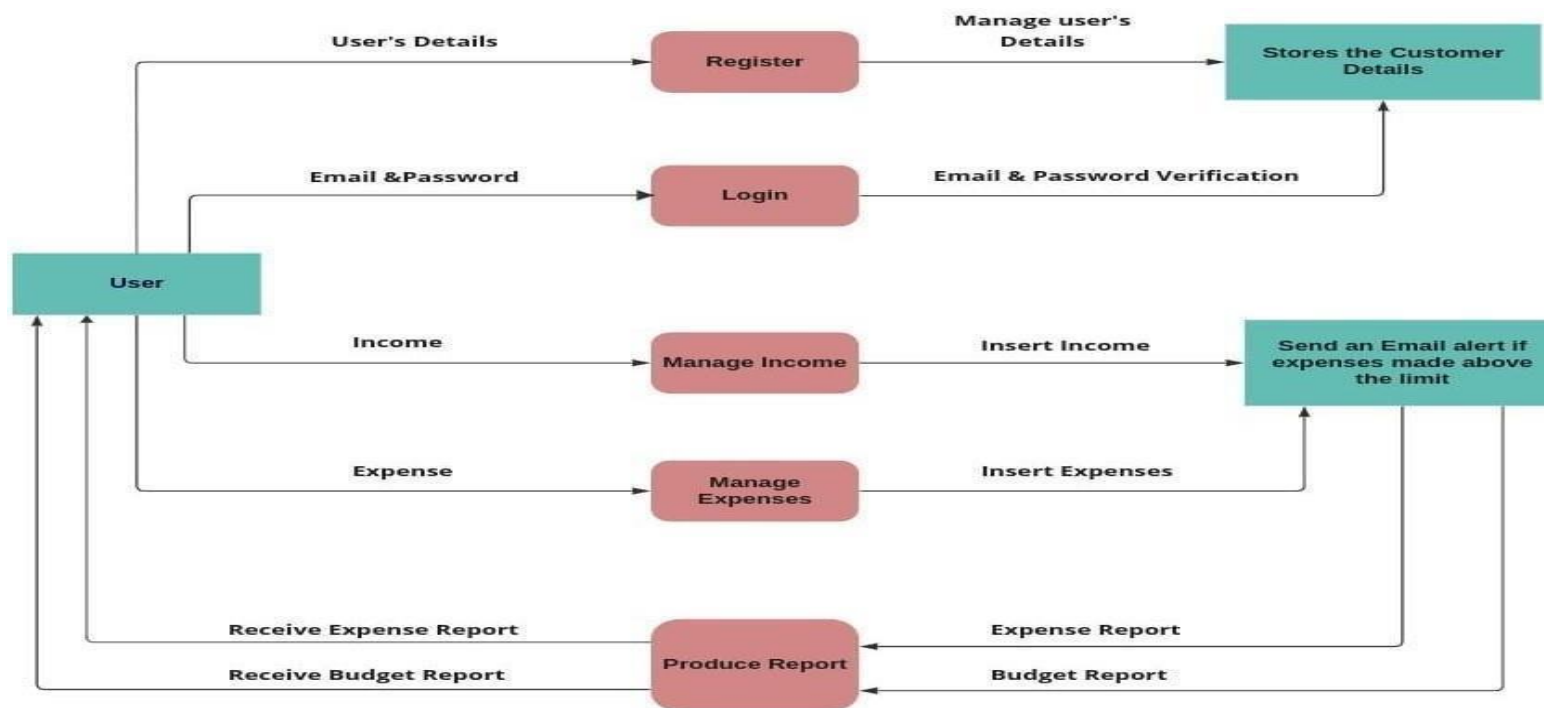 User's Details
Manage user's
Details
Register
Stores the Customer
Details
Email &Password
Login
Email & Password Verification
User
Income
Manage Income
Insert Income
Send an Email alert if
expenses made above
the limit
Expense
Manage
Expenses
Insert Expenses
Receive Expense Report
Produce Report
Expense Report
Receive Budget Report
Budget Report